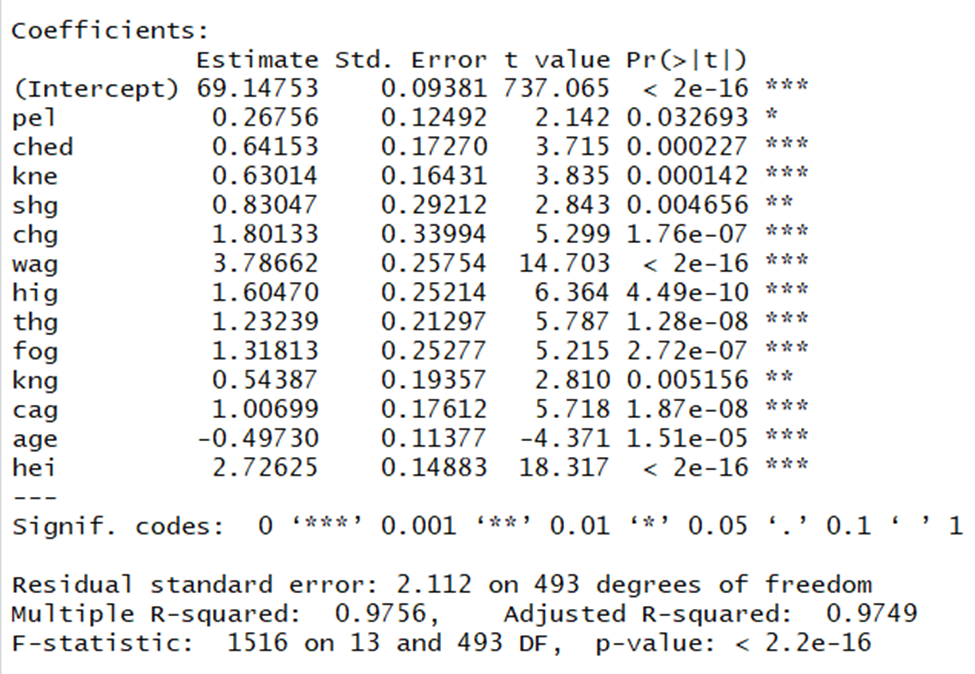 Coefficients:
Estimate Std. Error t value Pr(>|t|)
(Intercept) 69.14753 0.09381 737.065 < 2e-16 ***
pel 0.26756 0.12492 2.142 0.032693 *
ched 0.64153 0.17270 3.715 0.000227 ***
kne 0.63014 0.16431 3.835 0.000142 ***
shg 0.83047 0.29212 2.843 0.004656 **
chg 1.80133 0.33994 5.299 1.76e-07 ***
wag 3.78662 0.25754 14.703 < 2e-16 ***
hig 1.60470 0.25214 6.364 4.49e-10 ***
thg 1.23239 0.21297 5.787 1.28e-08 ***
fog 1.31813 0.25277 5.215 2.72e-07 ***
kng 0.54387 0.19357 2.810 0.005156 **
cag 1.00699 0.17612 5.718 1.87e-08 ***
age -0.49730 0.11377 -4.371 1.51e-05 ***
hei 2.72625 0.14883 18.317 < 2e-16 ***
---
Signif. codes: 0 ‘***’ 0.001 ‘**’ 0.01 ‘*’ 0.05 ‘.’ 0.1 ‘ ’ 1
Residual standard error: 2.112 on 493 degrees of freedom
Multiple R-squared: 0.9756, Adjusted R-squared: 0.9749
F-statistic: 1516 on 13 and 493 DF, p-value: < 2.2e-16